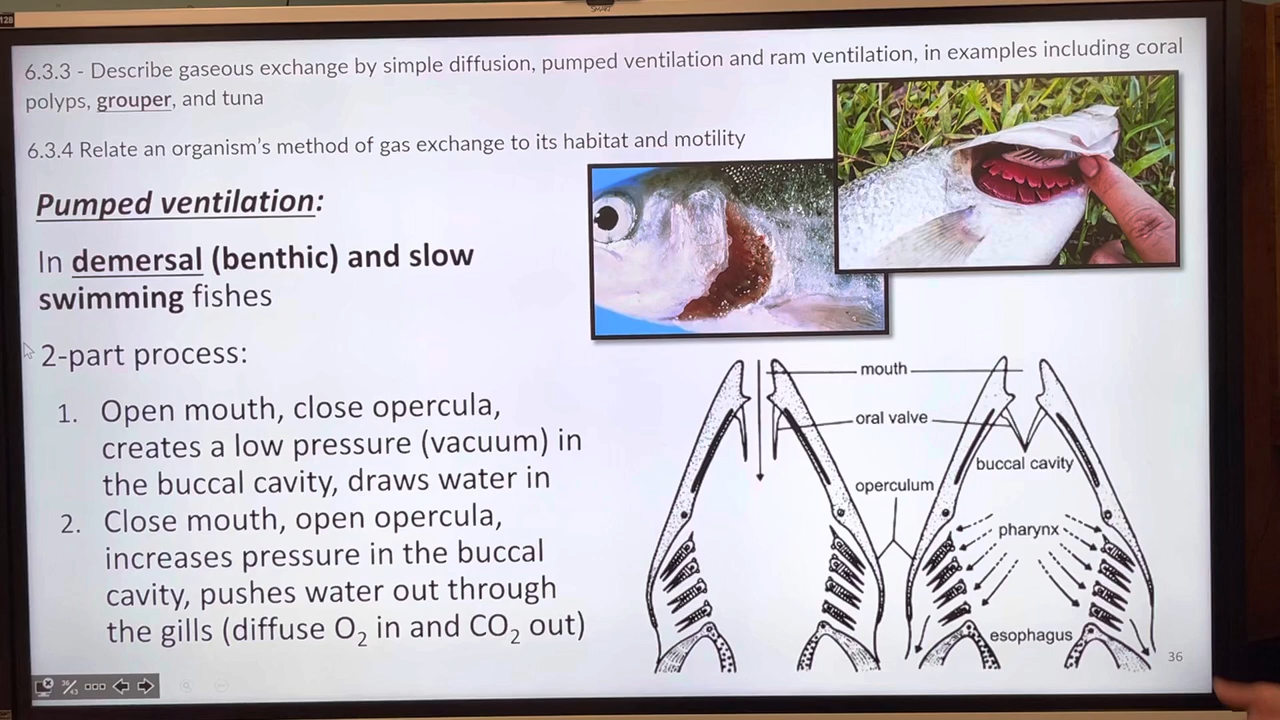 128
SMART
6.3.3 - Describe gaseous exchange by simple diffusion, pumped ventilation and ram ventilation, in examples including coral
polyps, grouper, and tuna
6.3.4 Relate an organism's method of gas exchange to its habitat and motility
Pumped ventilation:
In demersal (benthic) and slow
swimming fishes
2-part process:
1. Open mouth, close opercula,
creates a low pressure (vacuum) in
the buccal cavity, draws water in
2. Close mouth, open opercula,
increases pressure in the buccal
cavity, pushes water out through
the gills (diffuse O₂ in and CO₂ out)
mouth
oral valve
buccal cavity
operculum
pharynx
esophagus
36
36/43